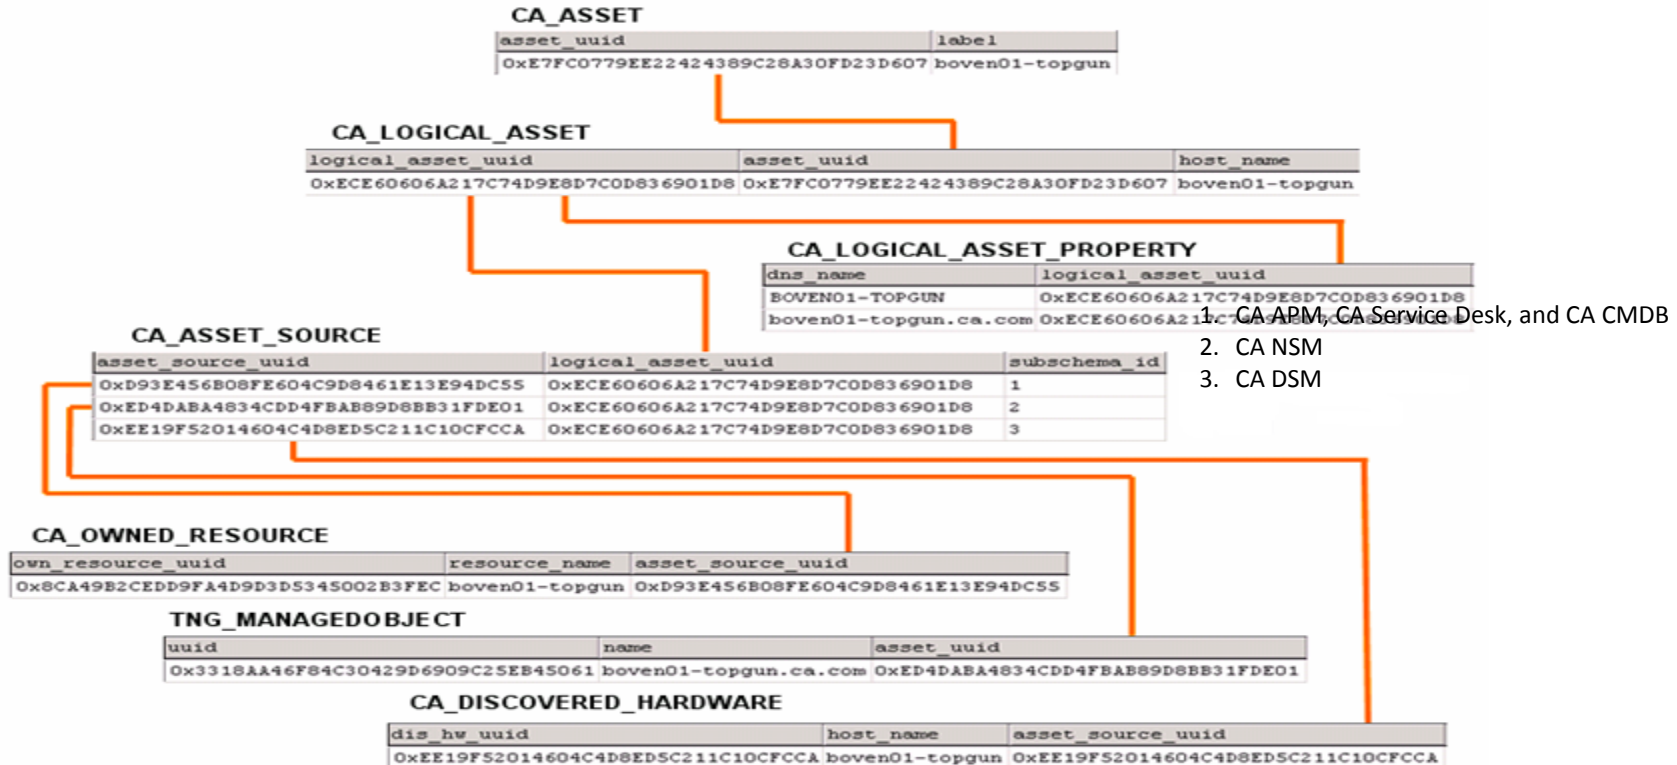 CA_ASSET
asset_uuid label
0xE7FC0779EE22424389C28A30FD23D607 boven01-topgun
CA_LOGICAL_ASSET
logical_asset_uuid asset_uuid host_name
0xECE60606A217C74D9E8D7C0D836901D8 0xE7FC0779EE22424389C28A30FD23D607 boven01-topgun
CA_LOGICAL_ASSET_PROPERTY
dns_name logical_asset_uuid
BOVEN01-TOPGUN 0xECE60606A217C74D9E8D7C0D836901D8
boven01-topgun.ca.com 0xECE60606A217C74D9E8D7C0D836901D8
1. CA APM, CA Service Desk, and CA CMDB
2. CA NSM
3. CA DSM
CA_ASSET_SOURCE
asset_source_uuid logical_asset_uuid subschema_id
0xD93E456B08FE604C9D8461E13E94DC55 0xECE60606A217C74D9E8D7C0D836901D8 1
0xED4DABA4834CDD4FBAB89D8BB31FDE01 0xECE60606A217C74D9E8D7C0D836901D8 2
0xEE19F52014604C4D8ED5C211C10CFCCA 0xECE60606A217C74D9E8D7C0D836901D8 3
CA_OWNED_RESOURCE
own_resource_uuid resource_name asset_source_uuid
0x8CA49B2CEDD9FA4D9D3D5345002B3FEC boven01-topgun 0xD93E456B08FE604C9D8461E13E94DC55
TNG_MANAGEDOBJECT
uuid name asset_uuid
0x3318AA46F84C30429D6909C25EB45061 boven01-topgun.ca.com 0xED4DABA4834CDD4FBAB89D8BB31FDE01
CA_DISCOVERED_HARDWARE
dis_hw_uuid host_name asset_source_uuid
0xEE19F52014604C4D8ED5C211C10CFCCA boven01-topgun 0xEE19F52014604C4D8ED5C211C10CFCCA